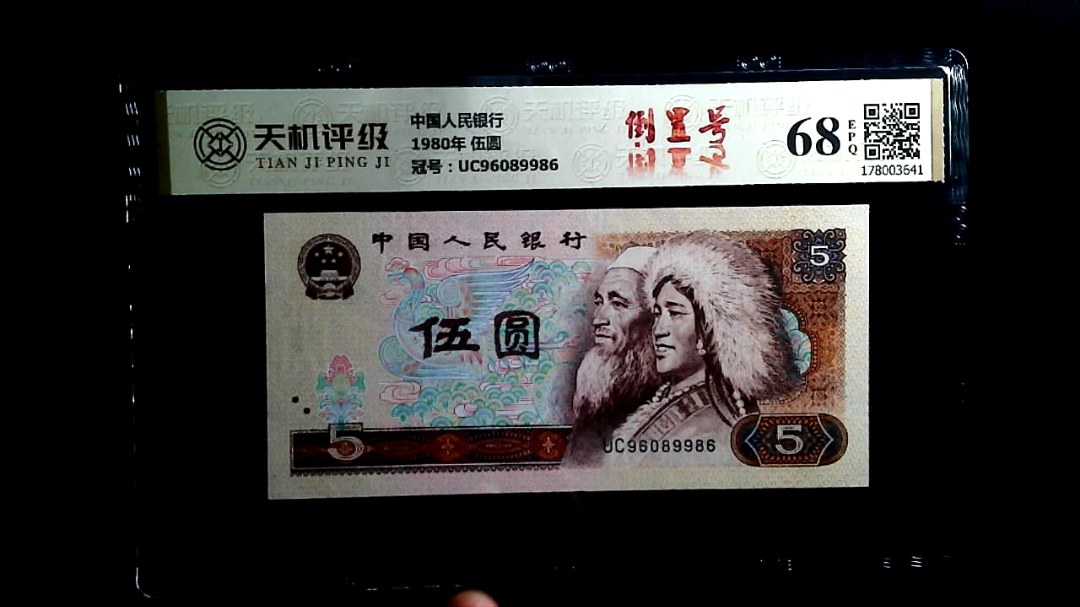 天机评级
TIAN JI PING JI
中国人民银行
1980年 伍圆
冠号：UC96089986
倒置号
68
EPQ
178003641
中国人民银行
5
伍圆
5
UC96089986
5